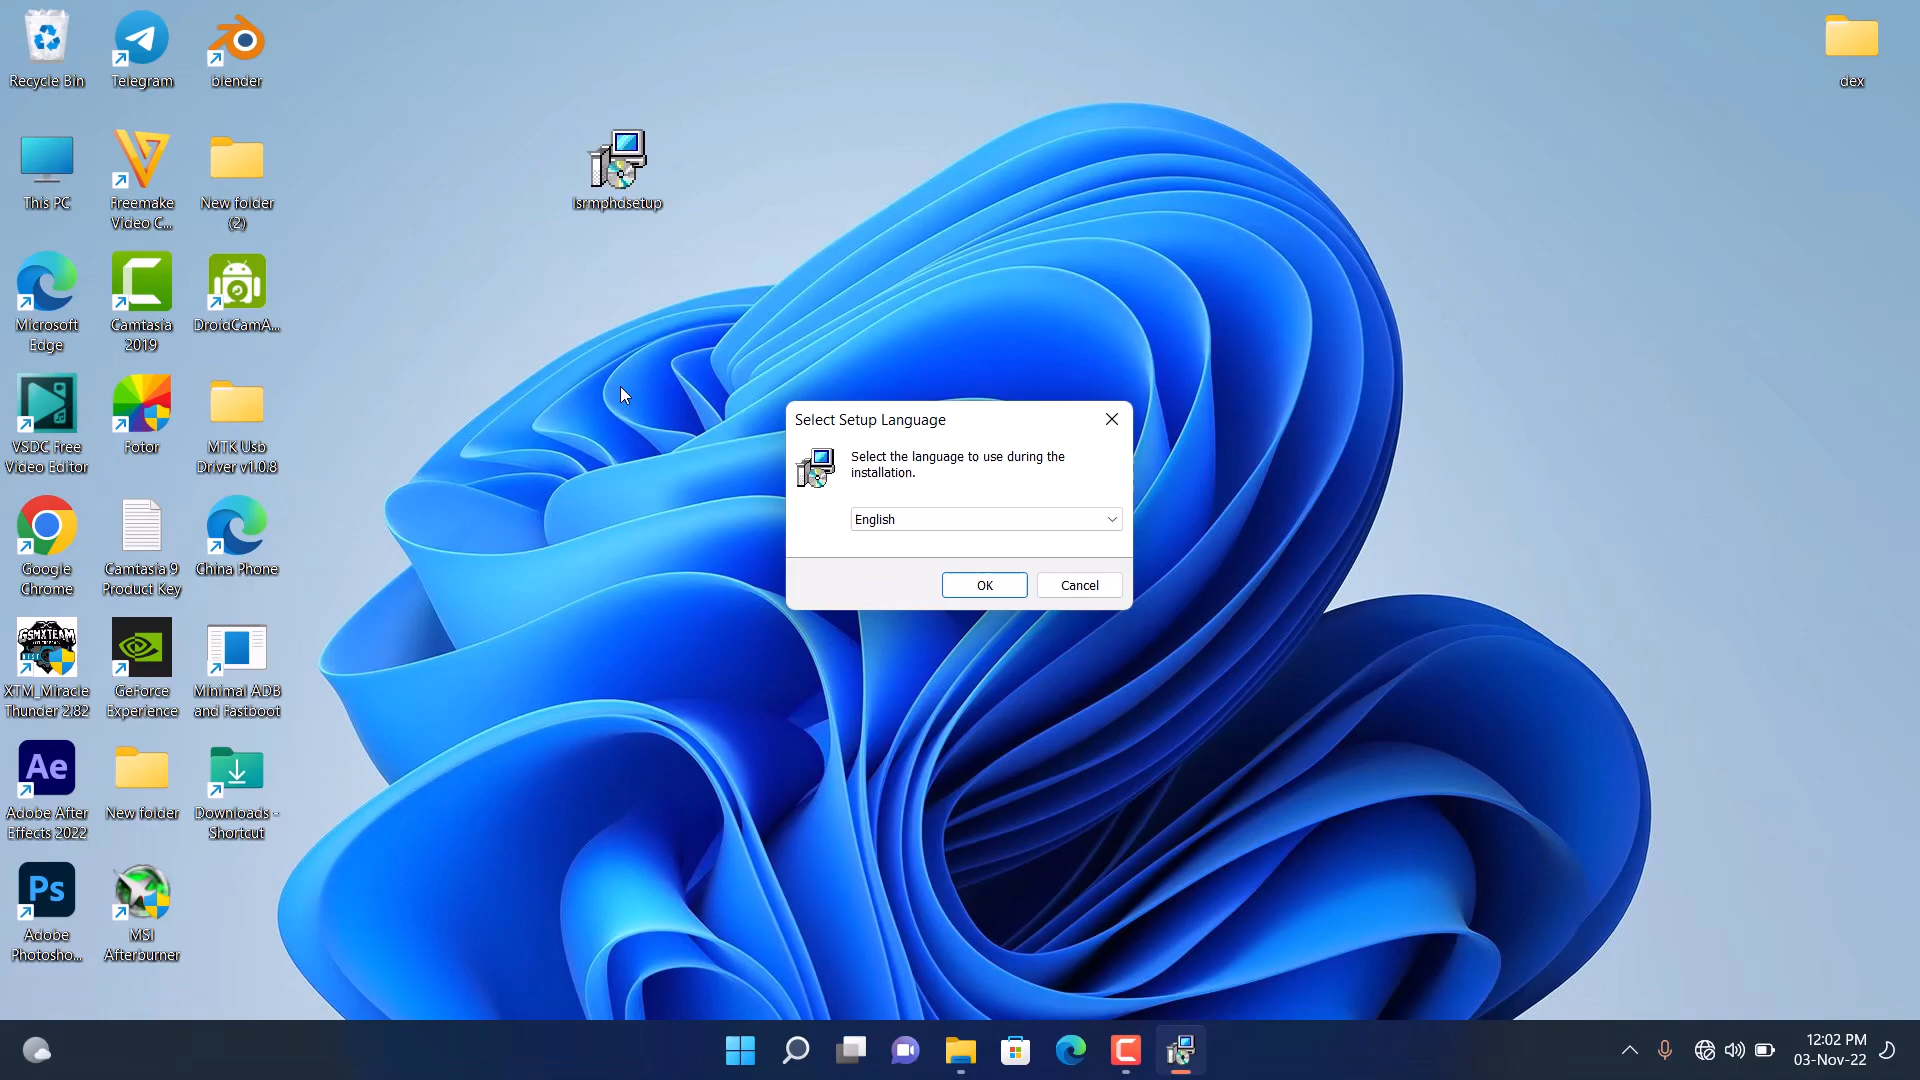 Recycle Bin
Telegram
blender
dex
This PC
Freemake
Video C...
New folder
(2)
lsrmphdsetup
Microsoft
Edge
Camtasia
2019
DroidCamA...
Select Setup Language
Select the language to use during the
installation.
English
OK
Cancel
VSDC Free
Video Editor
Fotor
MTK Usb
Driver v1.0.8
Google
Chrome
Camtasia 9
Product Key
China Phone
GSMXTEAM
XTM_Miracle
Thunder 2.82
GeForce
Experience
Minimal ADB
and Fastboot
Ae
Adobe After
Effects 2022
New folder
Downloads -
Shortcut
Ps
Adobe
Photosho...
MSI
Afterburner
12:02 PM
03-Nov-22